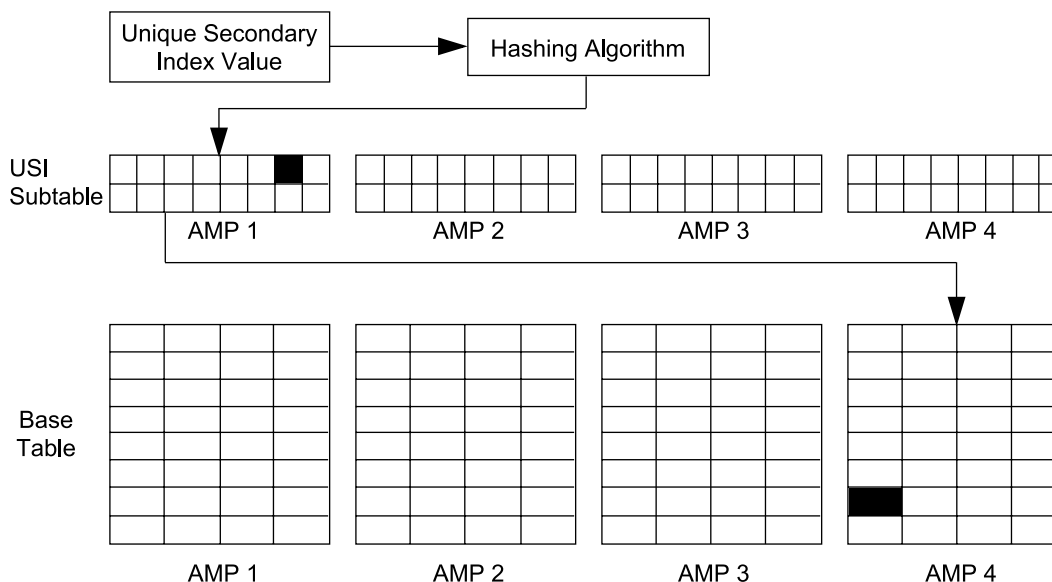 Unique Secondary
Index Value
Hashing Algorithm
USI
Subtable
AMP 1
AMP 2
AMP 3
AMP 4
Base
Table
AMP 1
AMP 2
AMP 3
AMP 4